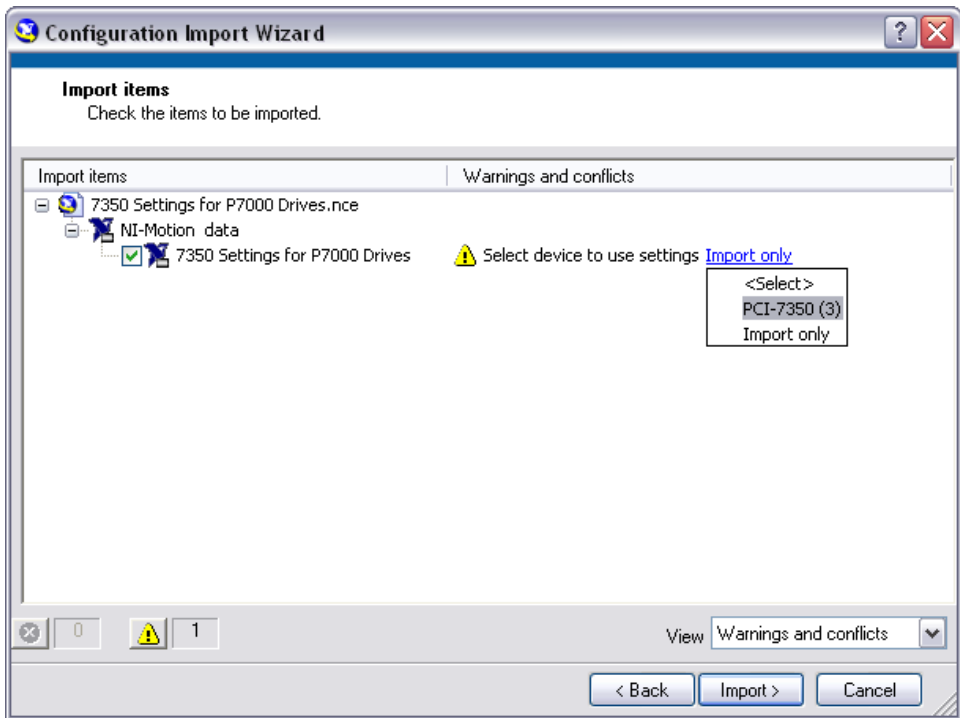 Configuration Import Wizard
Import items
Check the items to be imported.
Import items Warnings and conflicts
7350 Settings for P7000 Drives.nce
NI-Motion data
7350 Settings for P7000 Drives Select device to use settings Import only
<Select>
PCI-7350 (3)
Import only
0 1 View Warnings and conflicts
< Back Import > Cancel